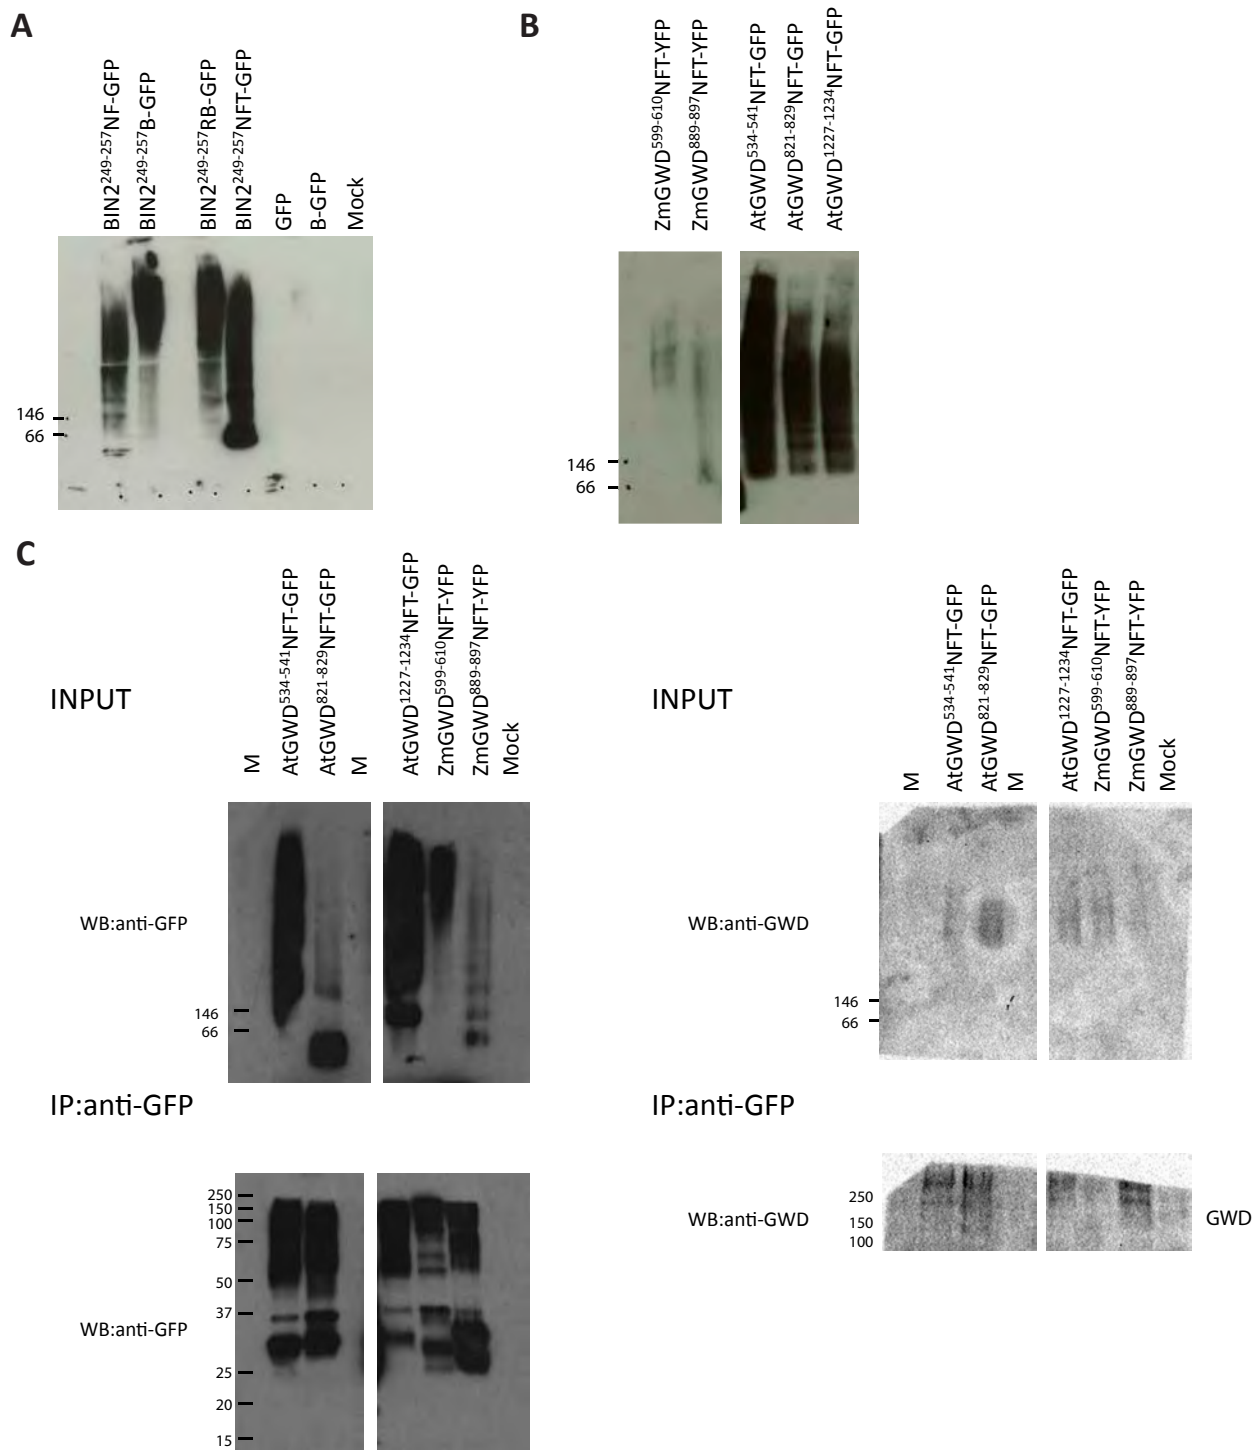 A
BIN2249-257NF-GFP
BIN2249-257B-GFP
BIN2249-257RB-GFP
BIN2249-257NFT-GFP
GFP
B-GFP
Mock
146
66
B
ZmGWD599-610NFT-YFP
ZmGWD889-897NFT-YFP
AtGWD534-541NFT-GFP
AtGWD821-829NFT-GFP
AtGWD1227-1234NFT-GFP
146
66
C
INPUT
M
AtGWD534-541NFT-GFP
AtGWD821-829NFT-GFP
M
AtGWD1227-1234NFT-GFP
ZmGWD599-610NFT-YFP
ZmGWD889-897NFT-YFP
Mock
WB:anti-GFP
146
66
IP:anti-GFP
250
150
100
75
50
37
WB:anti-GFP
25
20
15
INPUT
M
AtGWD534-541NFT-GFP
AtGWD821-829NFT-GFP
M
AtGWD1227-1234NFT-GFP
ZmGWD599-610NFT-YFP
ZmGWD889-897NFT-YFP
Mock
WB:anti-GWD
146
66
IP:anti-GFP
WB:anti-GWD
250
150
100
GWD